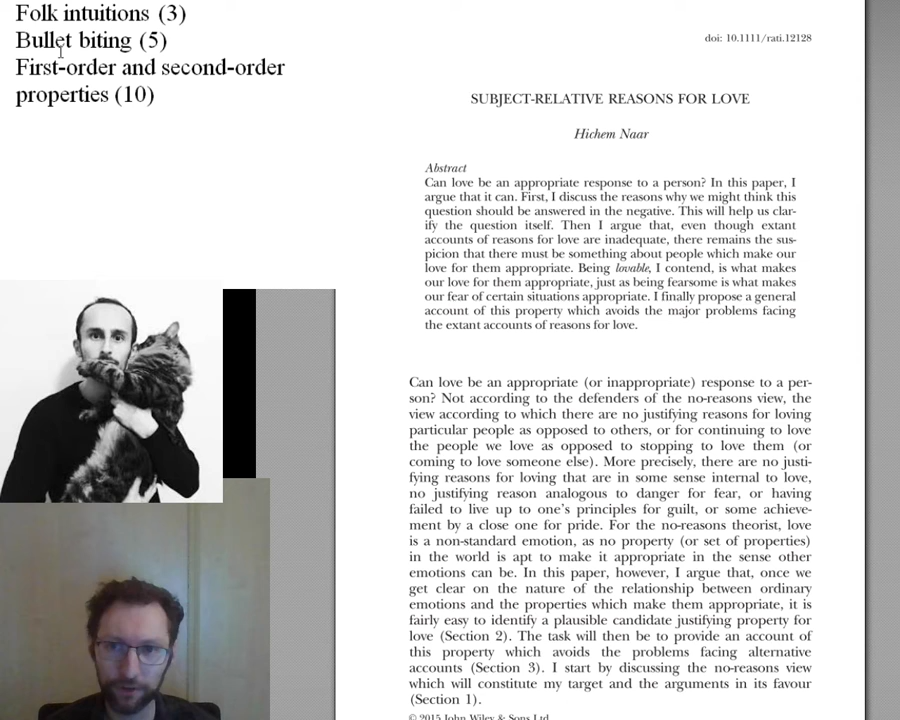 Folk intuitions (3)
Bullet biting (5)
First-order and second-order
properties (10)
doi: 10.1111/rati.12128
SUBJECT-RELATIVE REASONS FOR LOVE
Hichem Naar
Abstract
Can love be an appropriate response to a person? In this paper, I
argue that it can. First, I discuss the reasons why we might think this
question should be answered in the negative. This will help us clar-
ify the question itself. Then I argue that, even though extant
accounts of reasons for love are inadequate, there remains the sus-
picion that there must be something about people which make our
love for them appropriate. Being lovable, I contend, is what makes
our love for them appropriate, just as being fearsome is what makes
our fear of certain situations appropriate. I finally propose a general
account of this property which avoids the major problems facing
the extant accounts of reasons for love.
Can love be an appropriate (or inappropriate) response to a per-
son? Not according to the defenders of the no-reasons view, the
view according to which there are no justifying reasons for loving
particular people as opposed to others, or for continuing to love
the people we love as opposed to stopping to love them (or
coming to love someone else). More precisely, there are no justi-
fying reasons for loving that are in some sense internal to love,
no justifying reason analogous to danger for fear, or having
failed to live up to one's principles for guilt, or some achieve-
ment by a close one for pride. For the no-reasons theorist, love
is a non-standard emotion, as no property (or set of properties)
in the world is apt to make it appropriate in the sense other
emotions can be. In this paper, however, I argue that, once we
get clear on the nature of the relationship between ordinary
emotions and the properties which make them appropriate, it is
fairly easy to identify a plausible candidate justifying property for
love (Section 2). The task will then be to provide an account of
this property which avoids the problems facing alternative
accounts (Section 3). I start by discussing the no-reasons view
which will constitute my target and the arguments in its favour
(Section 1).
© 2015 John Wiley & Sons Ltd